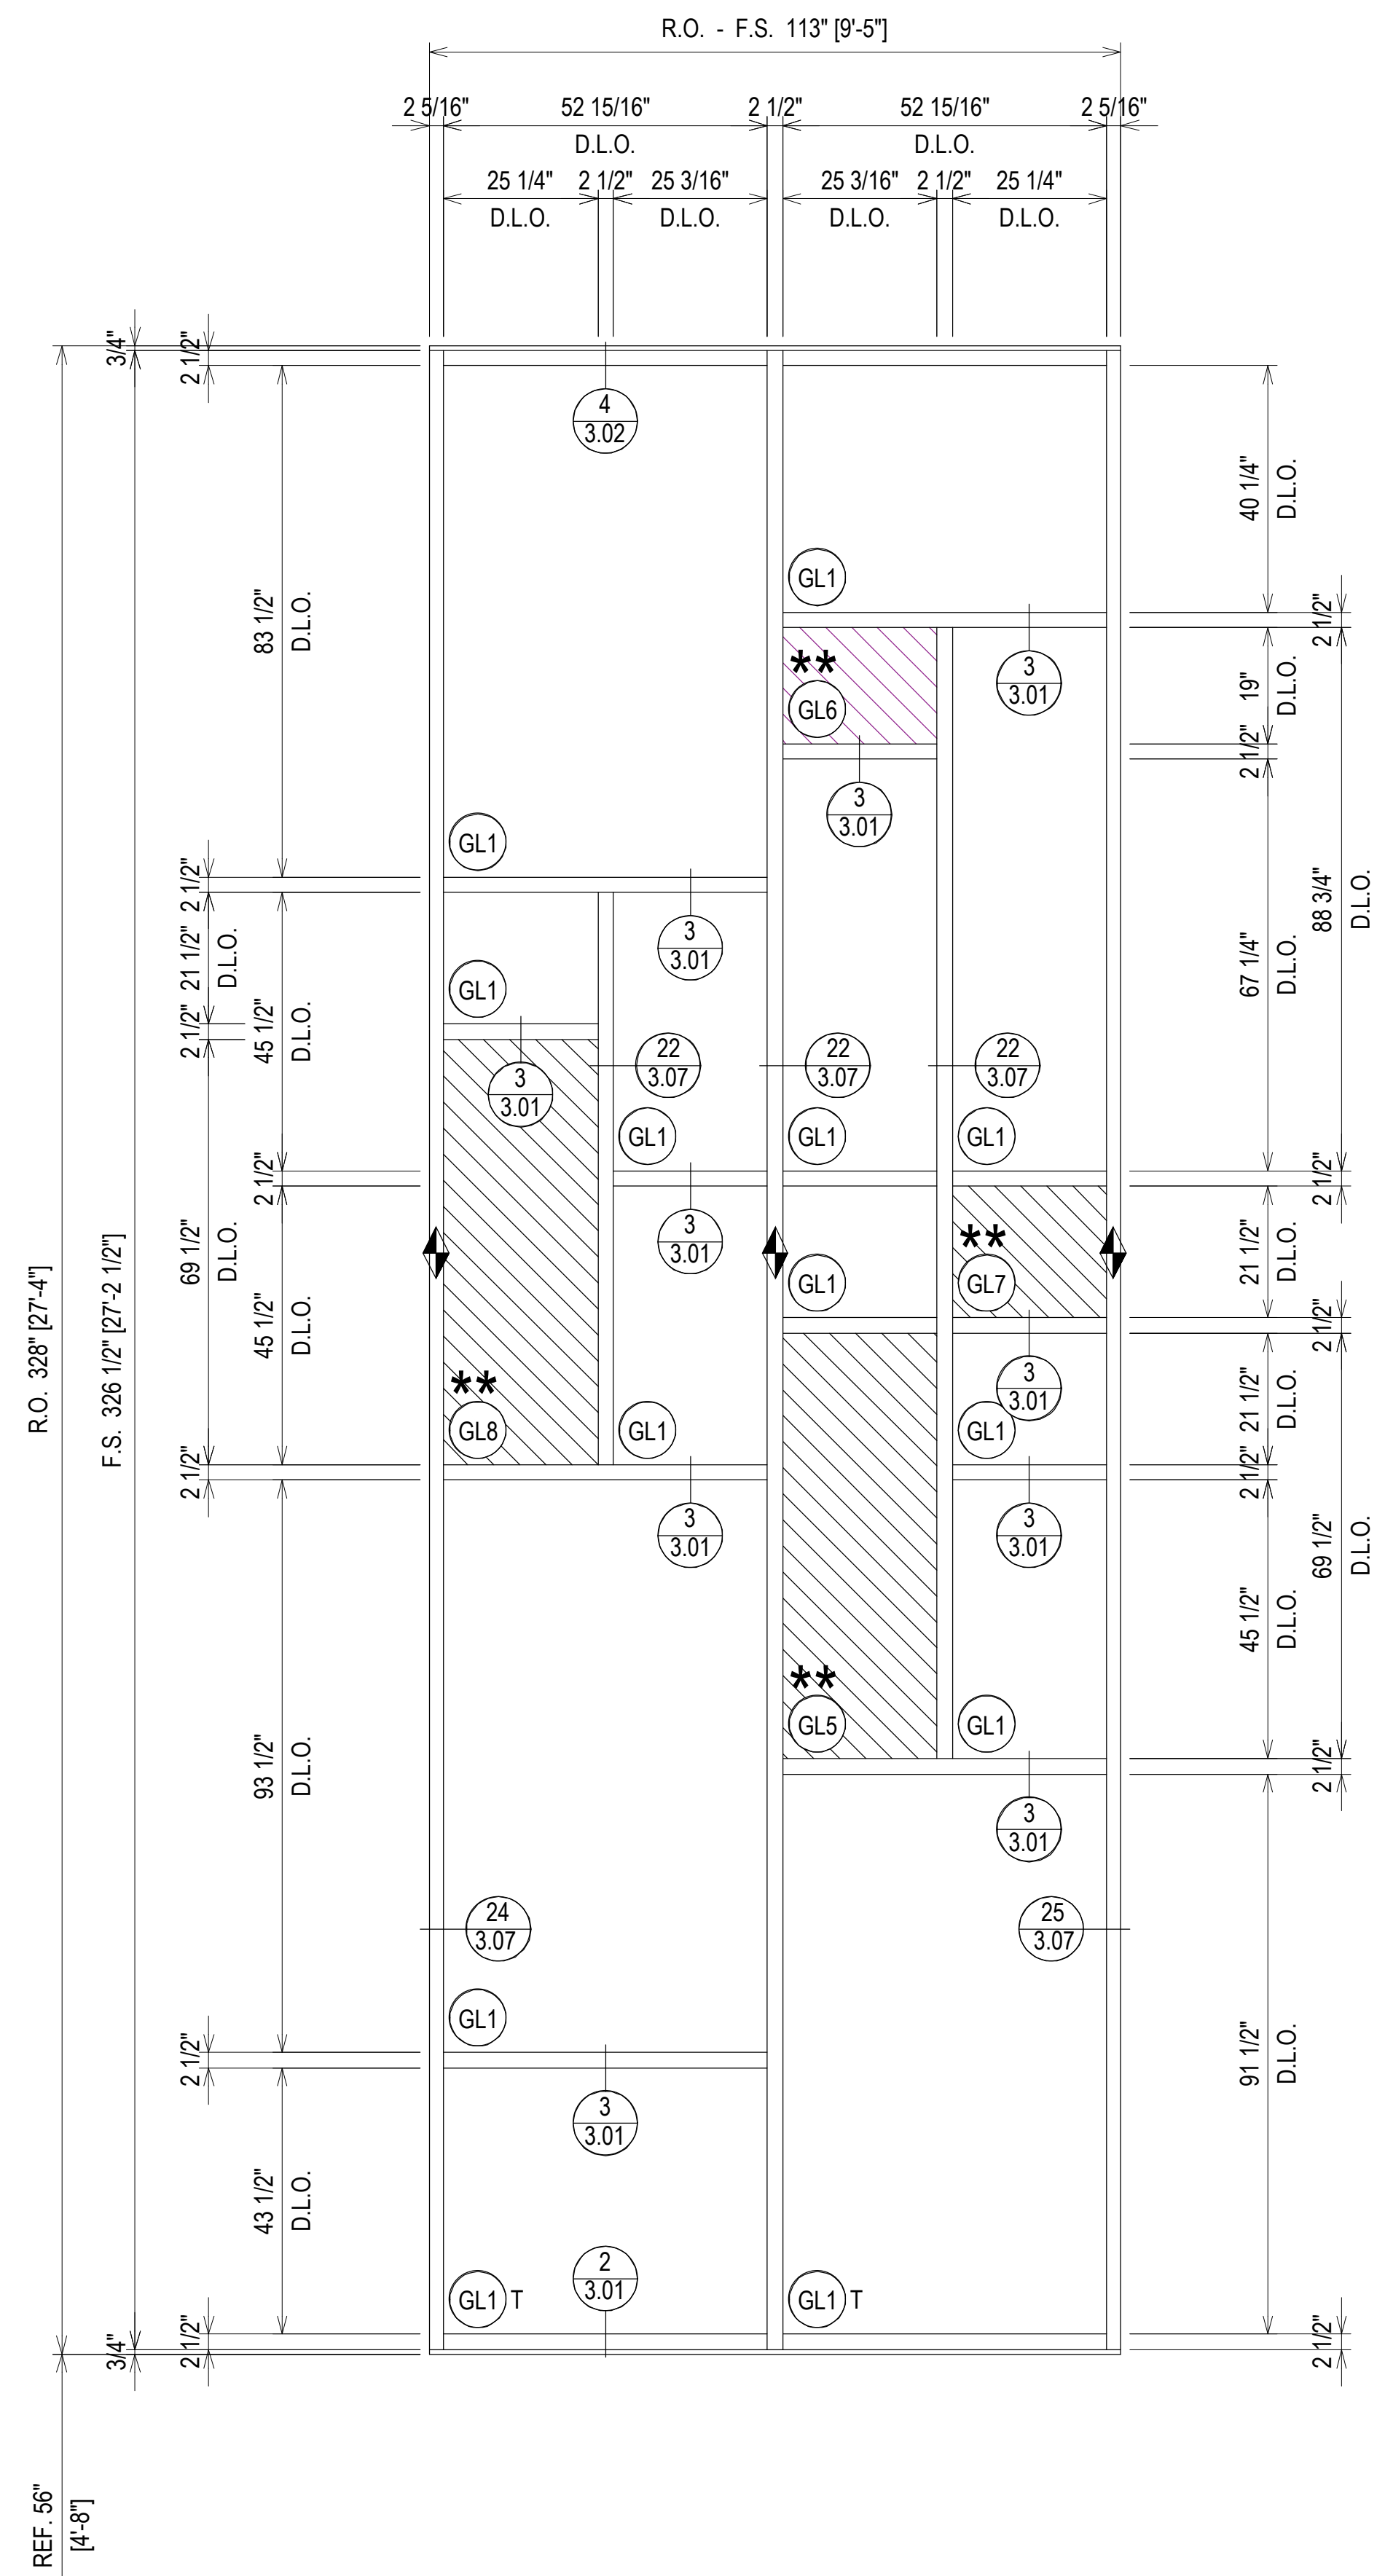 R.O. - F.S. 113" [9'-5"]
2 5/16" 52 15/16" 2 1/2" 52 15/16" 2 5/16"
D.L.O. D.L.O.
25 1/4" 2 1/2" 25 3/16" 25 3/16" 2 1/2" 25 1/4"
D.L.O. D.L.O. D.L.O. D.L.O.
3/4"
2 1/2"
4
3.02
40 1/4"
D.L.O.
83 1/2"
D.L.O.
GL1
2 1/2"
**
GL6
3
3.01
19"
D.L.O.
2 1/2"
3
3.01
GL1
2 1/2"
88 3/4"
D.L.O.
67 1/4"
D.L.O.
21 1/2"
D.L.O.
3
3.01
GL1
2 1/2"
45 1/2"
D.L.O.
3
3.01
22
3.07
22
3.07
22
3.07
GL1
GL1
GL1
2 1/2"
2 1/2"
69 1/2"
D.L.O.
3
3.01
GL1
**
GL7
21 1/2"
D.L.O.
R.O. 328" [27'-4"]
F.S. 326 1/2" [27'-2 1/2"]
45 1/2"
D.L.O.
2 1/2"
**
GL8
GL1
3
3.01
GL1
21 1/2"
D.L.O.
2 1/2"
2 1/2"
3
3.01
3
3.01
69 1/2"
D.L.O.
45 1/2"
D.L.O.
**
GL5
GL1
93 1/2"
D.L.O.
2 1/2"
3
3.01
24
3.07
25
3.07
GL1
2 1/2"
91 1/2"
D.L.O.
3
3.01
43 1/2"
D.L.O.
2
3.01
GL1 T
GL1 T
3/4"
2 1/2"
2 1/2"
REF. 56"
[4'-8"]